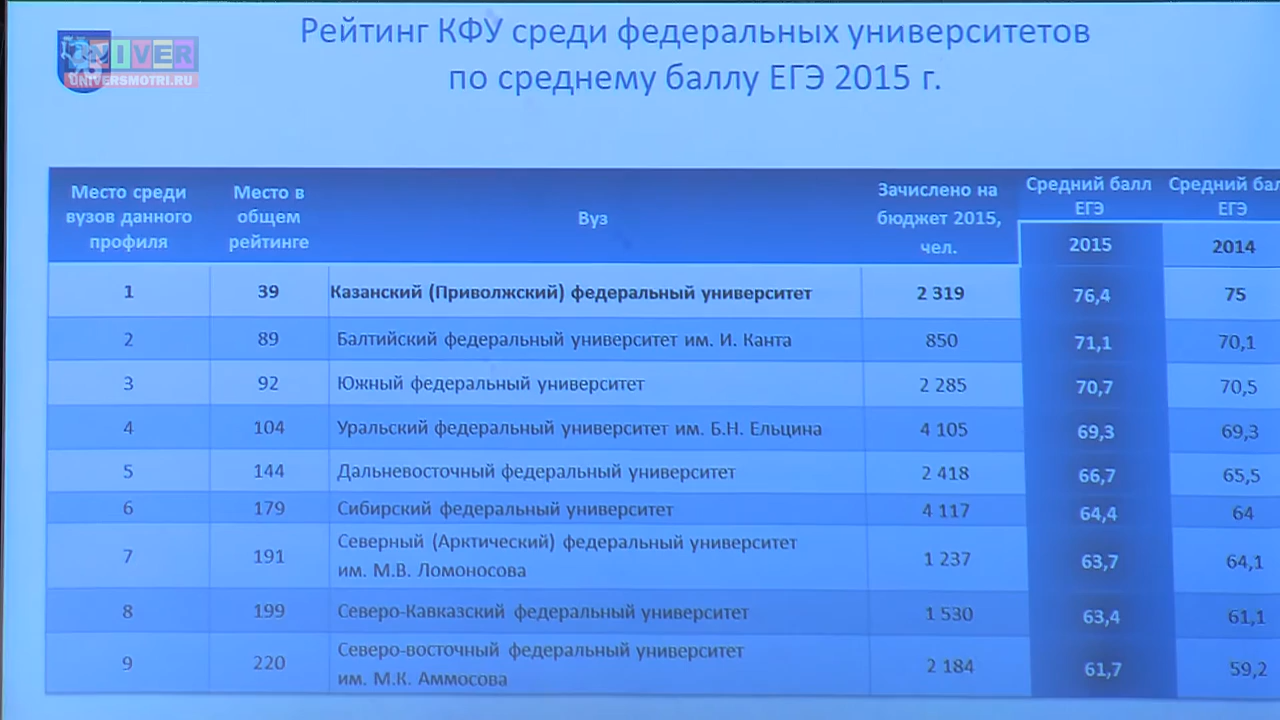 UNIVER
UNIVERSMOTRI.RU
Рейтинг КФУ среди федеральных университетов
по среднему баллу ЕГЭ 2015 г.
Место среди вузов данного профиля Место в общем рейтинге Вуз Зачислено на бюджет 2015, чел. Средний балл ЕГЭ 2015 Средний ЕГЭ 2014
1 39 Казанский (Приволжский) федеральный университет 2 319 76,4 75
2 89 Балтийский федеральный университет им. И. Канта 850 71,1 70,1
3 92 Южный федеральный университет 2 285 70,7 70,5
4 104 Уральский федеральный университет им. Б.Н. Ельцина 4 105 69,3 69,3
5 144 Дальневосточный федеральный университет 2 418 66,7 65,5
6 179 Сибирский федеральный университет 4 117 64,4 64
7 191 Северный (Арктический) федеральный университет
им. М.В. Ломоносова 1 237 63,7 64,1
8 199 Северо-Кавказский федеральный университет 1 530 63,4 61,1
9 220 Северо-восточный федеральный университет
им. М.К. Аммосова 2 184 61,7 59,2